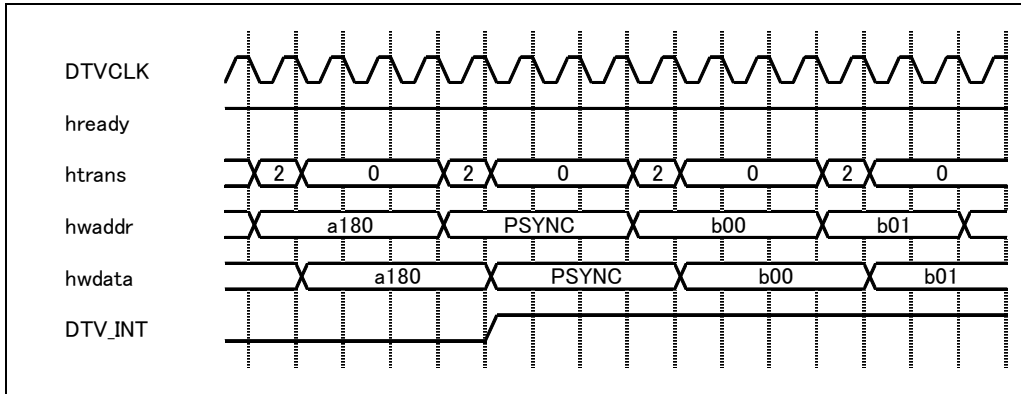 DTVCLK
hready
htrans 2 0 2 0 2 0 2 0
hwaddr a180 PSYNC b00 b01
hwdata a180 PSYNC b00 b01
DTV_INT